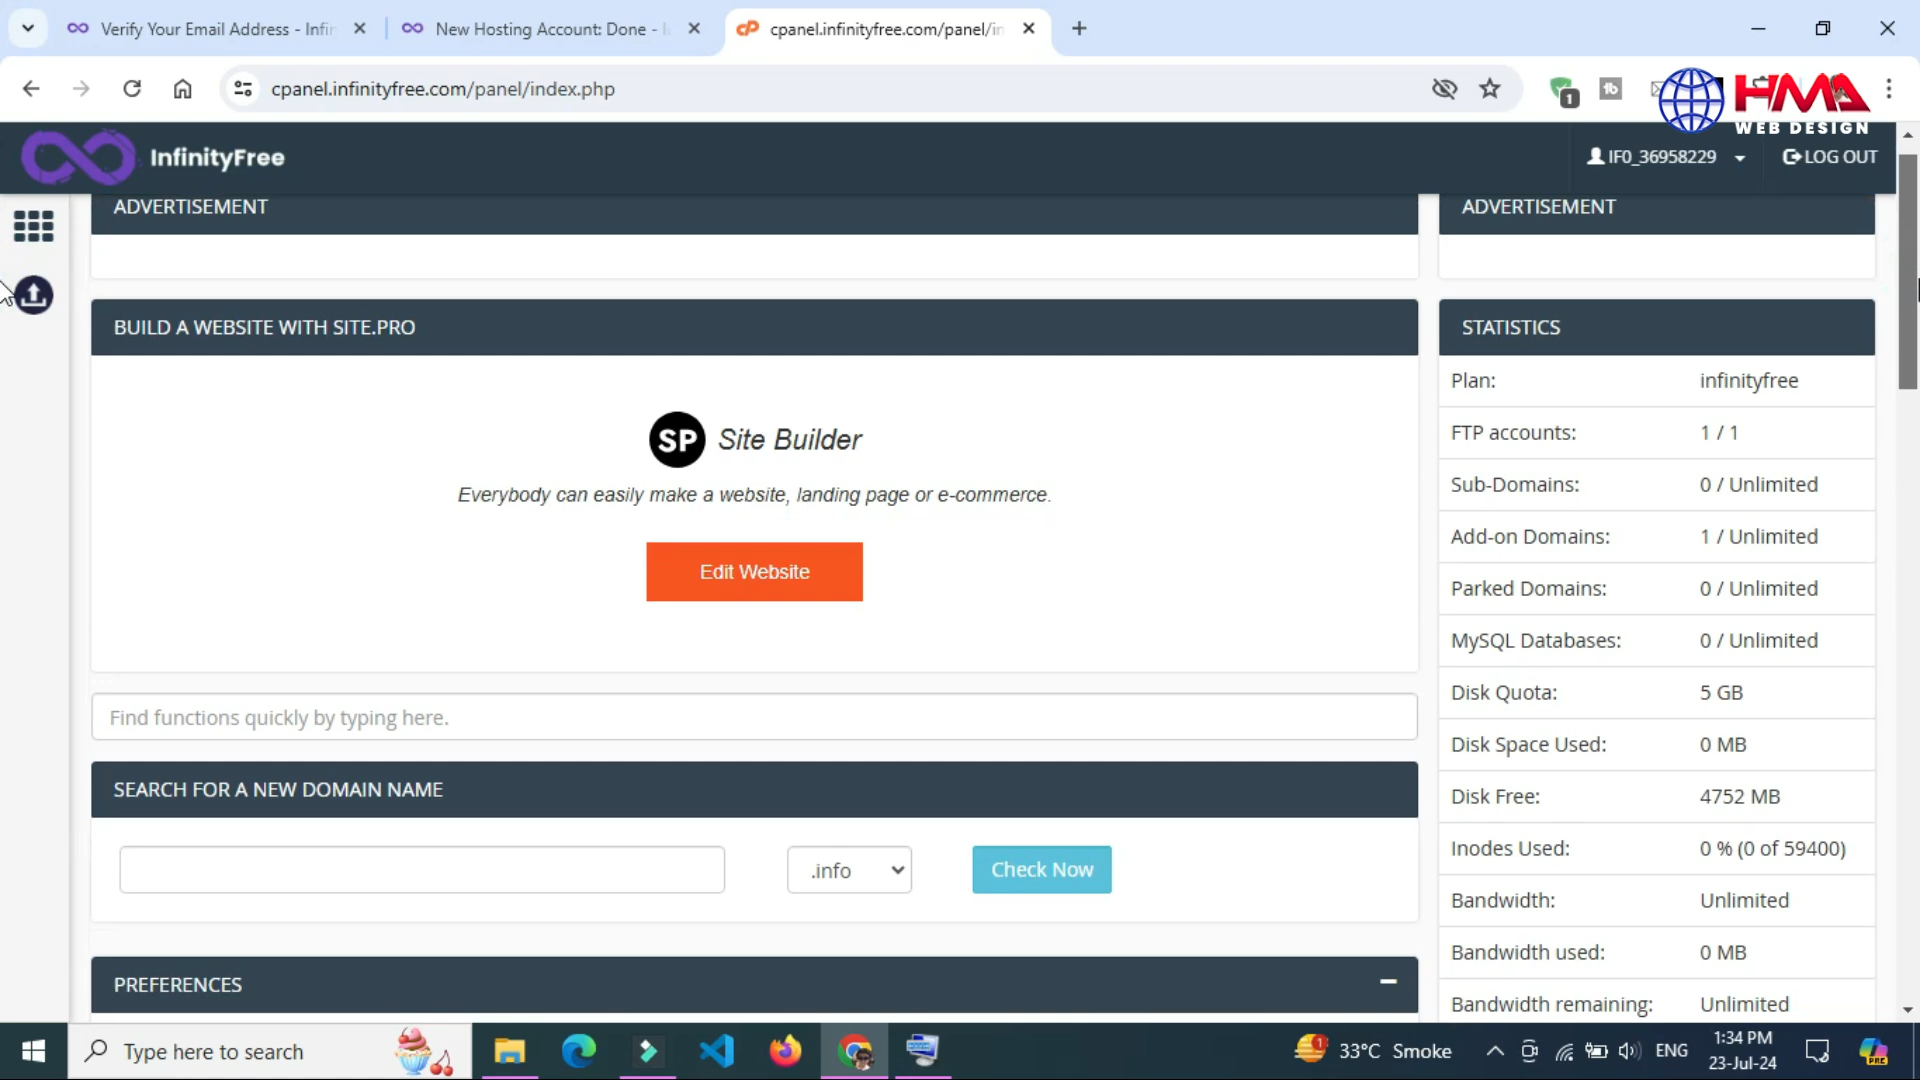 Verify Your Email Address - Infin
New Hosting Account: Done - I
cpanel.infinityfree.com/panel/in
cpanel.infinityfree.com/panel/index.php
1
HMA
WEB DESIGN
InfinityFree
IF0_36958229
LOG OUT
ADVERTISEMENT
ADVERTISEMENT
BUILD A WEBSITE WITH SITE.PRO
SP Site Builder
Everybody can easily make a website, landing page or e-commerce.
Edit Website
Find functions quickly by typing here.
SEARCH FOR A NEW DOMAIN NAME
.info
Check Now
PREFERENCES
STATISTICS
Plan: infinityfree
FTP accounts: 1 / 1
Sub-Domains: 0 / Unlimited
Add-on Domains: 1 / Unlimited
Parked Domains: 0 / Unlimited
MySQL Databases: 0 / Unlimited
Disk Quota: 5 GB
Disk Space Used: 0 MB
Disk Free: 4752 MB
Inodes Used: 0 % (0 of 59400)
Bandwidth: Unlimited
Bandwidth used: 0 MB
Bandwidth remaining: Unlimited
Type here to search
1
33°C Smoke
ENG
1:34 PM
23-Jul-24
PRE